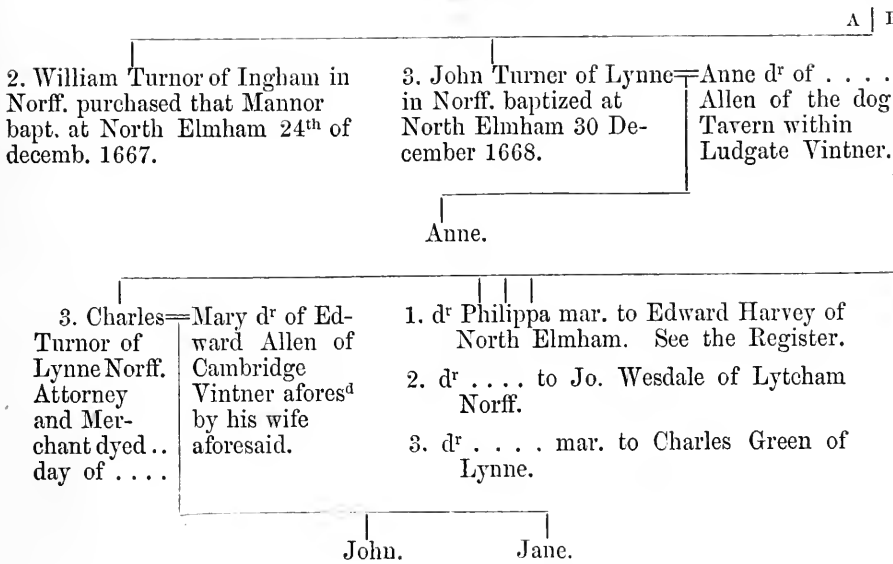 A
2. William Turnor of Ingham in
Norff. purchased that Mannor
bapt. at North Elmham 24th of
decemb. 1667.
3. John Turner of Lynne=Anne dr of . . . .
in Norff. baptized at
North Elmham 30 De-
cember 1668.
Allen of the dog
Tavern within
Ludgate Vintner.
Anne.
3. Charles=Mary dr of Ed-
Turnor of
Lynne Norff.
Attorney
and Mer-
chant dyed . .
day of . . . .
ward Allen of
Cambridge
Vintner aforesd
by his wife
aforesaid.
1. dr Philippa mar. to Edward Harvey of
North Elmham. See the Register.
2. dr . . . . to Jo. Wesdale of Lytcham
Norff.
3. dr . . . . mar. to Charles Green of
Lynne.
John.
Jane.